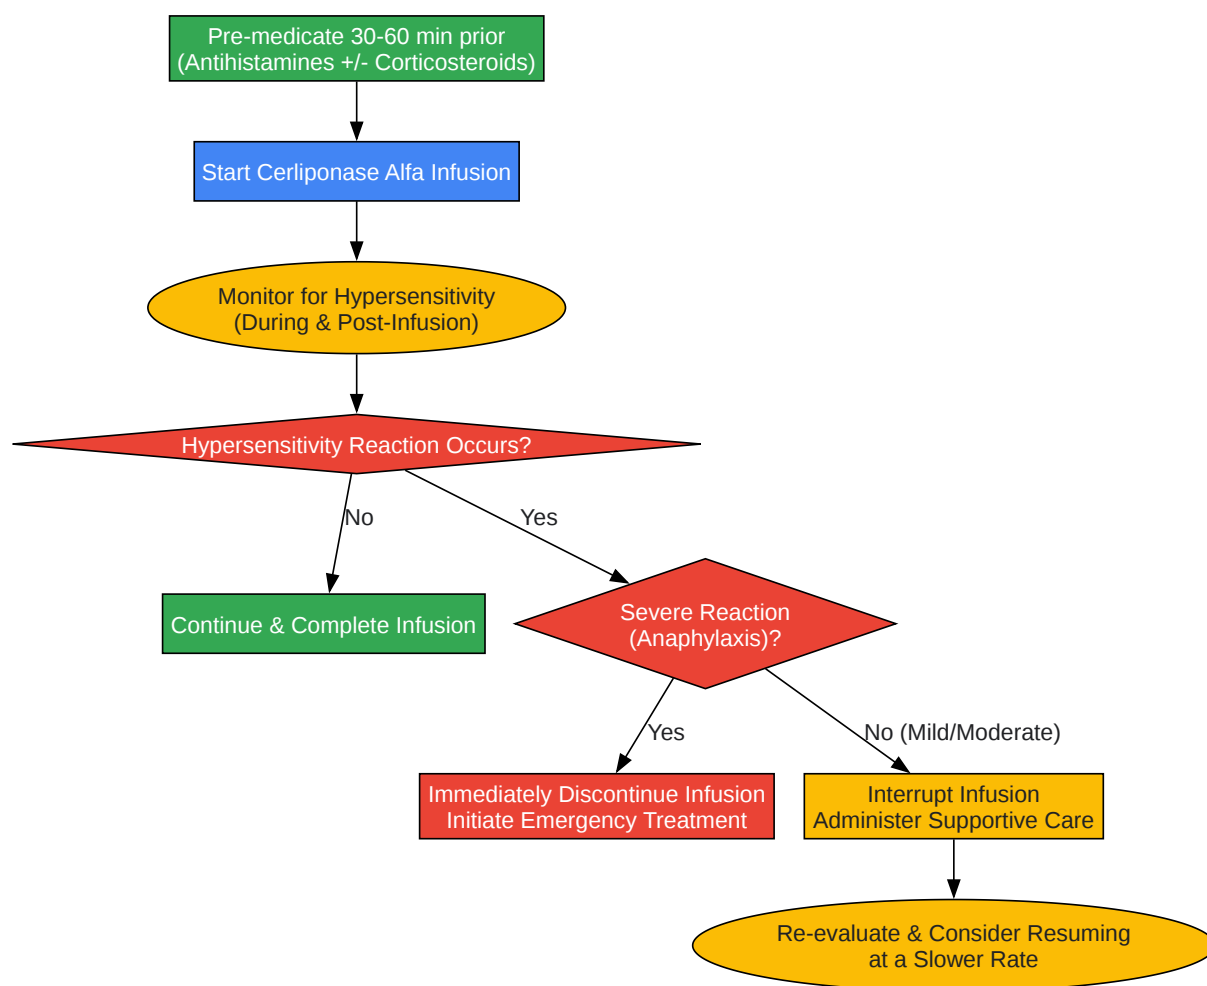 Pre-medicate 30-60 min prior
(Antihistamines +/- Corticosteroids)
Start Cerliponase Alfa Infusion
Monitor for Hypersensitivity
(During & Post-Infusion)
Hypersensitivity Reaction Occurs?
No
Yes
Continue & Complete Infusion
Severe Reaction
(Anaphylaxis)?
Yes
No (Mild/Moderate)
Immediately Discontinue Infusion
Initiate Emergency Treatment
Interrupt Infusion
Administer Supportive Care
Re-evaluate & Consider Resuming
at a Slower Rate